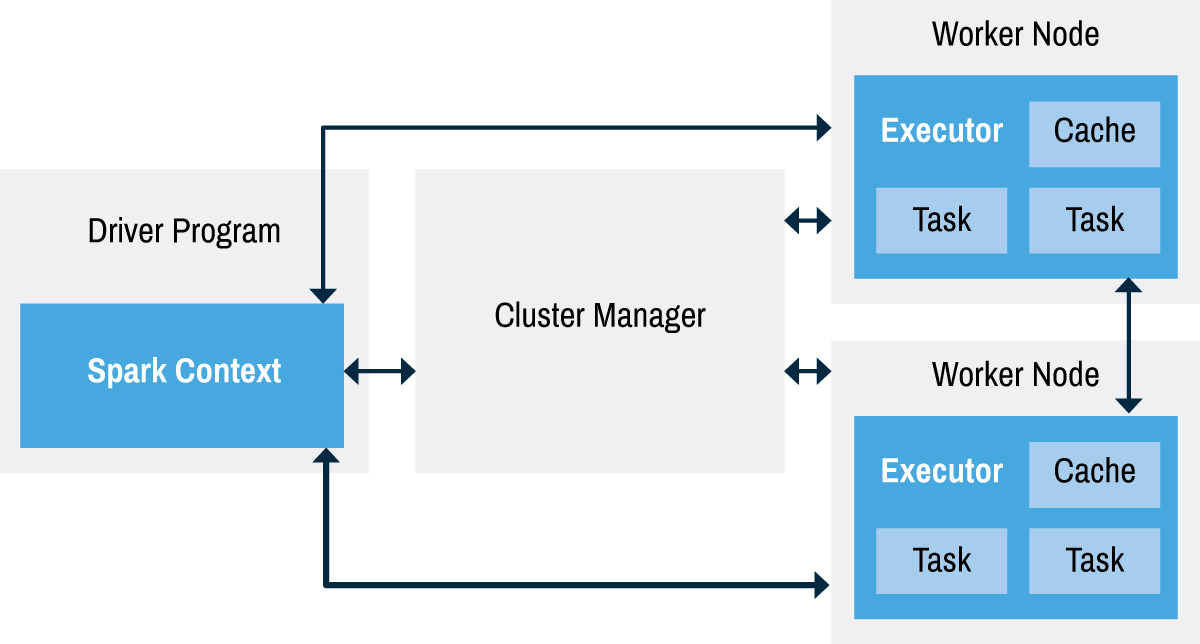 Driver Program
Spark Context
Cluster Manager
Worker Node
Executor
Cache
Task
Task
Worker Node
Executor
Cache
Task
Task